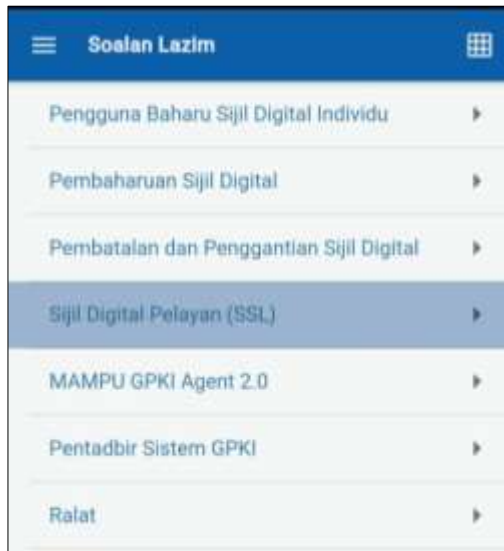 Soalan Lazim
Pengguna Baharu Sijil Digital Individu
Pembaharuan Sijil Digital
Pembatalan dan Penggantian Sijil Digital
Sijil Digital Pelayan (SSL)
MAMPU GPKI Agent 2.0
Pentadbir Sistem GPKI
Ralat